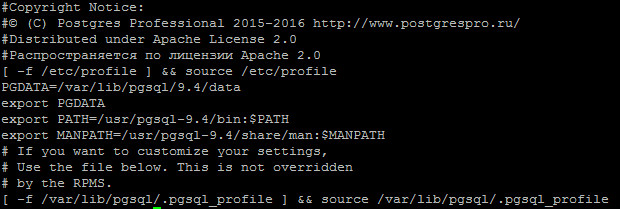 #Copyright Notice:
#© (C) Postgres Professional 2015-2016 http://www.postgrespro.ru/
#Distributed under Apache License 2.0
#Распространяется по лицензии Apache 2.0
[ -f /etc/profile ] && source /etc/profile
PGDATA=/var/lib/pgsql/9.4/data
export PGDATA
export PATH=/usr/pgsql-9.4/bin:$PATH
export MANPATH=/usr/pgsql-9.4/share/man:$MANPATH
# If you want to customize your settings,
# Use the file below. This is not overridden
# by the RPMS.
[ -f /var/lib/pgsql/.pgsql_profile ] && source /var/lib/pgsql/.pgsql_profile